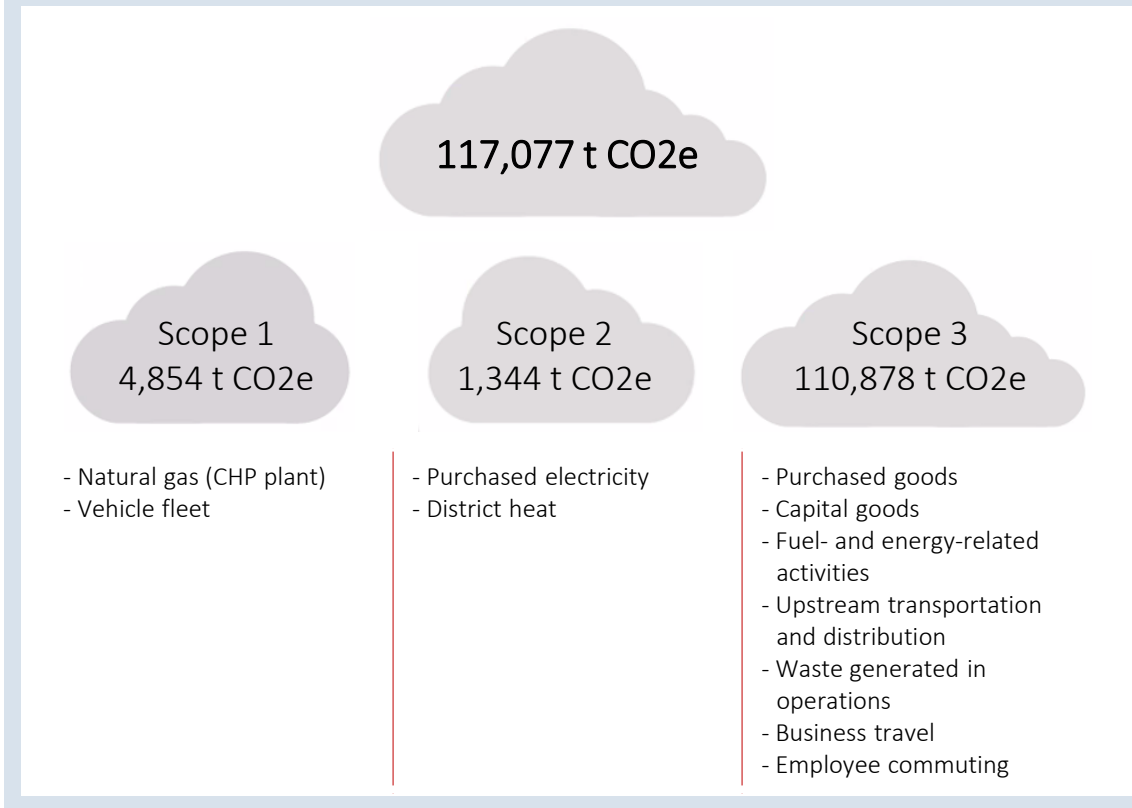 117,077 t CO2e
Scope 1
4,854 t CO2e
Scope 2
1,344 t CO2e
Scope 3
110,878 t CO2e
- Natural gas (CHP plant)
- Vehicle fleet
- Purchased electricity
- District heat
- Purchased goods
- Capital goods
- Fuel- and energy-related
activities
- Upstream transportation
and distribution
- Waste generated in
operations
- Business travel
- Employee commuting